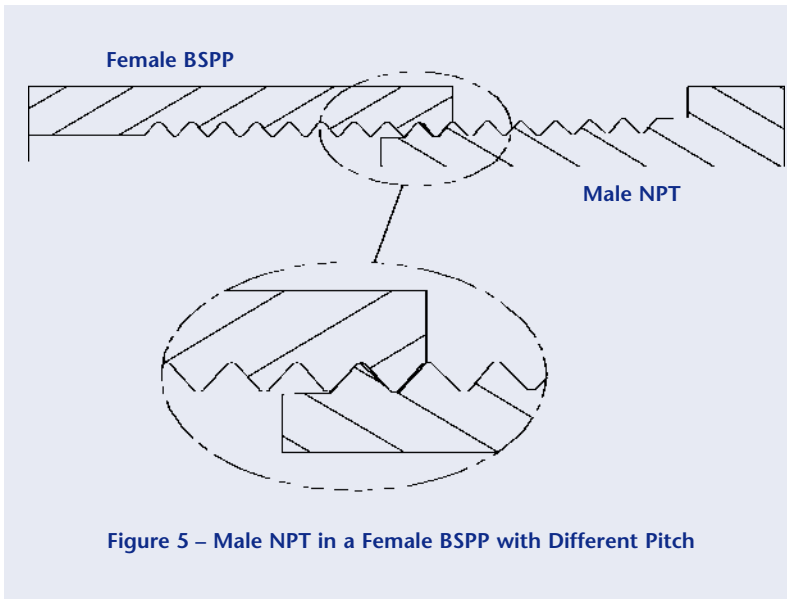 Female BSPP
Male NPT
Figure 5 – Male NPT in a Female BSPP with Different Pitch